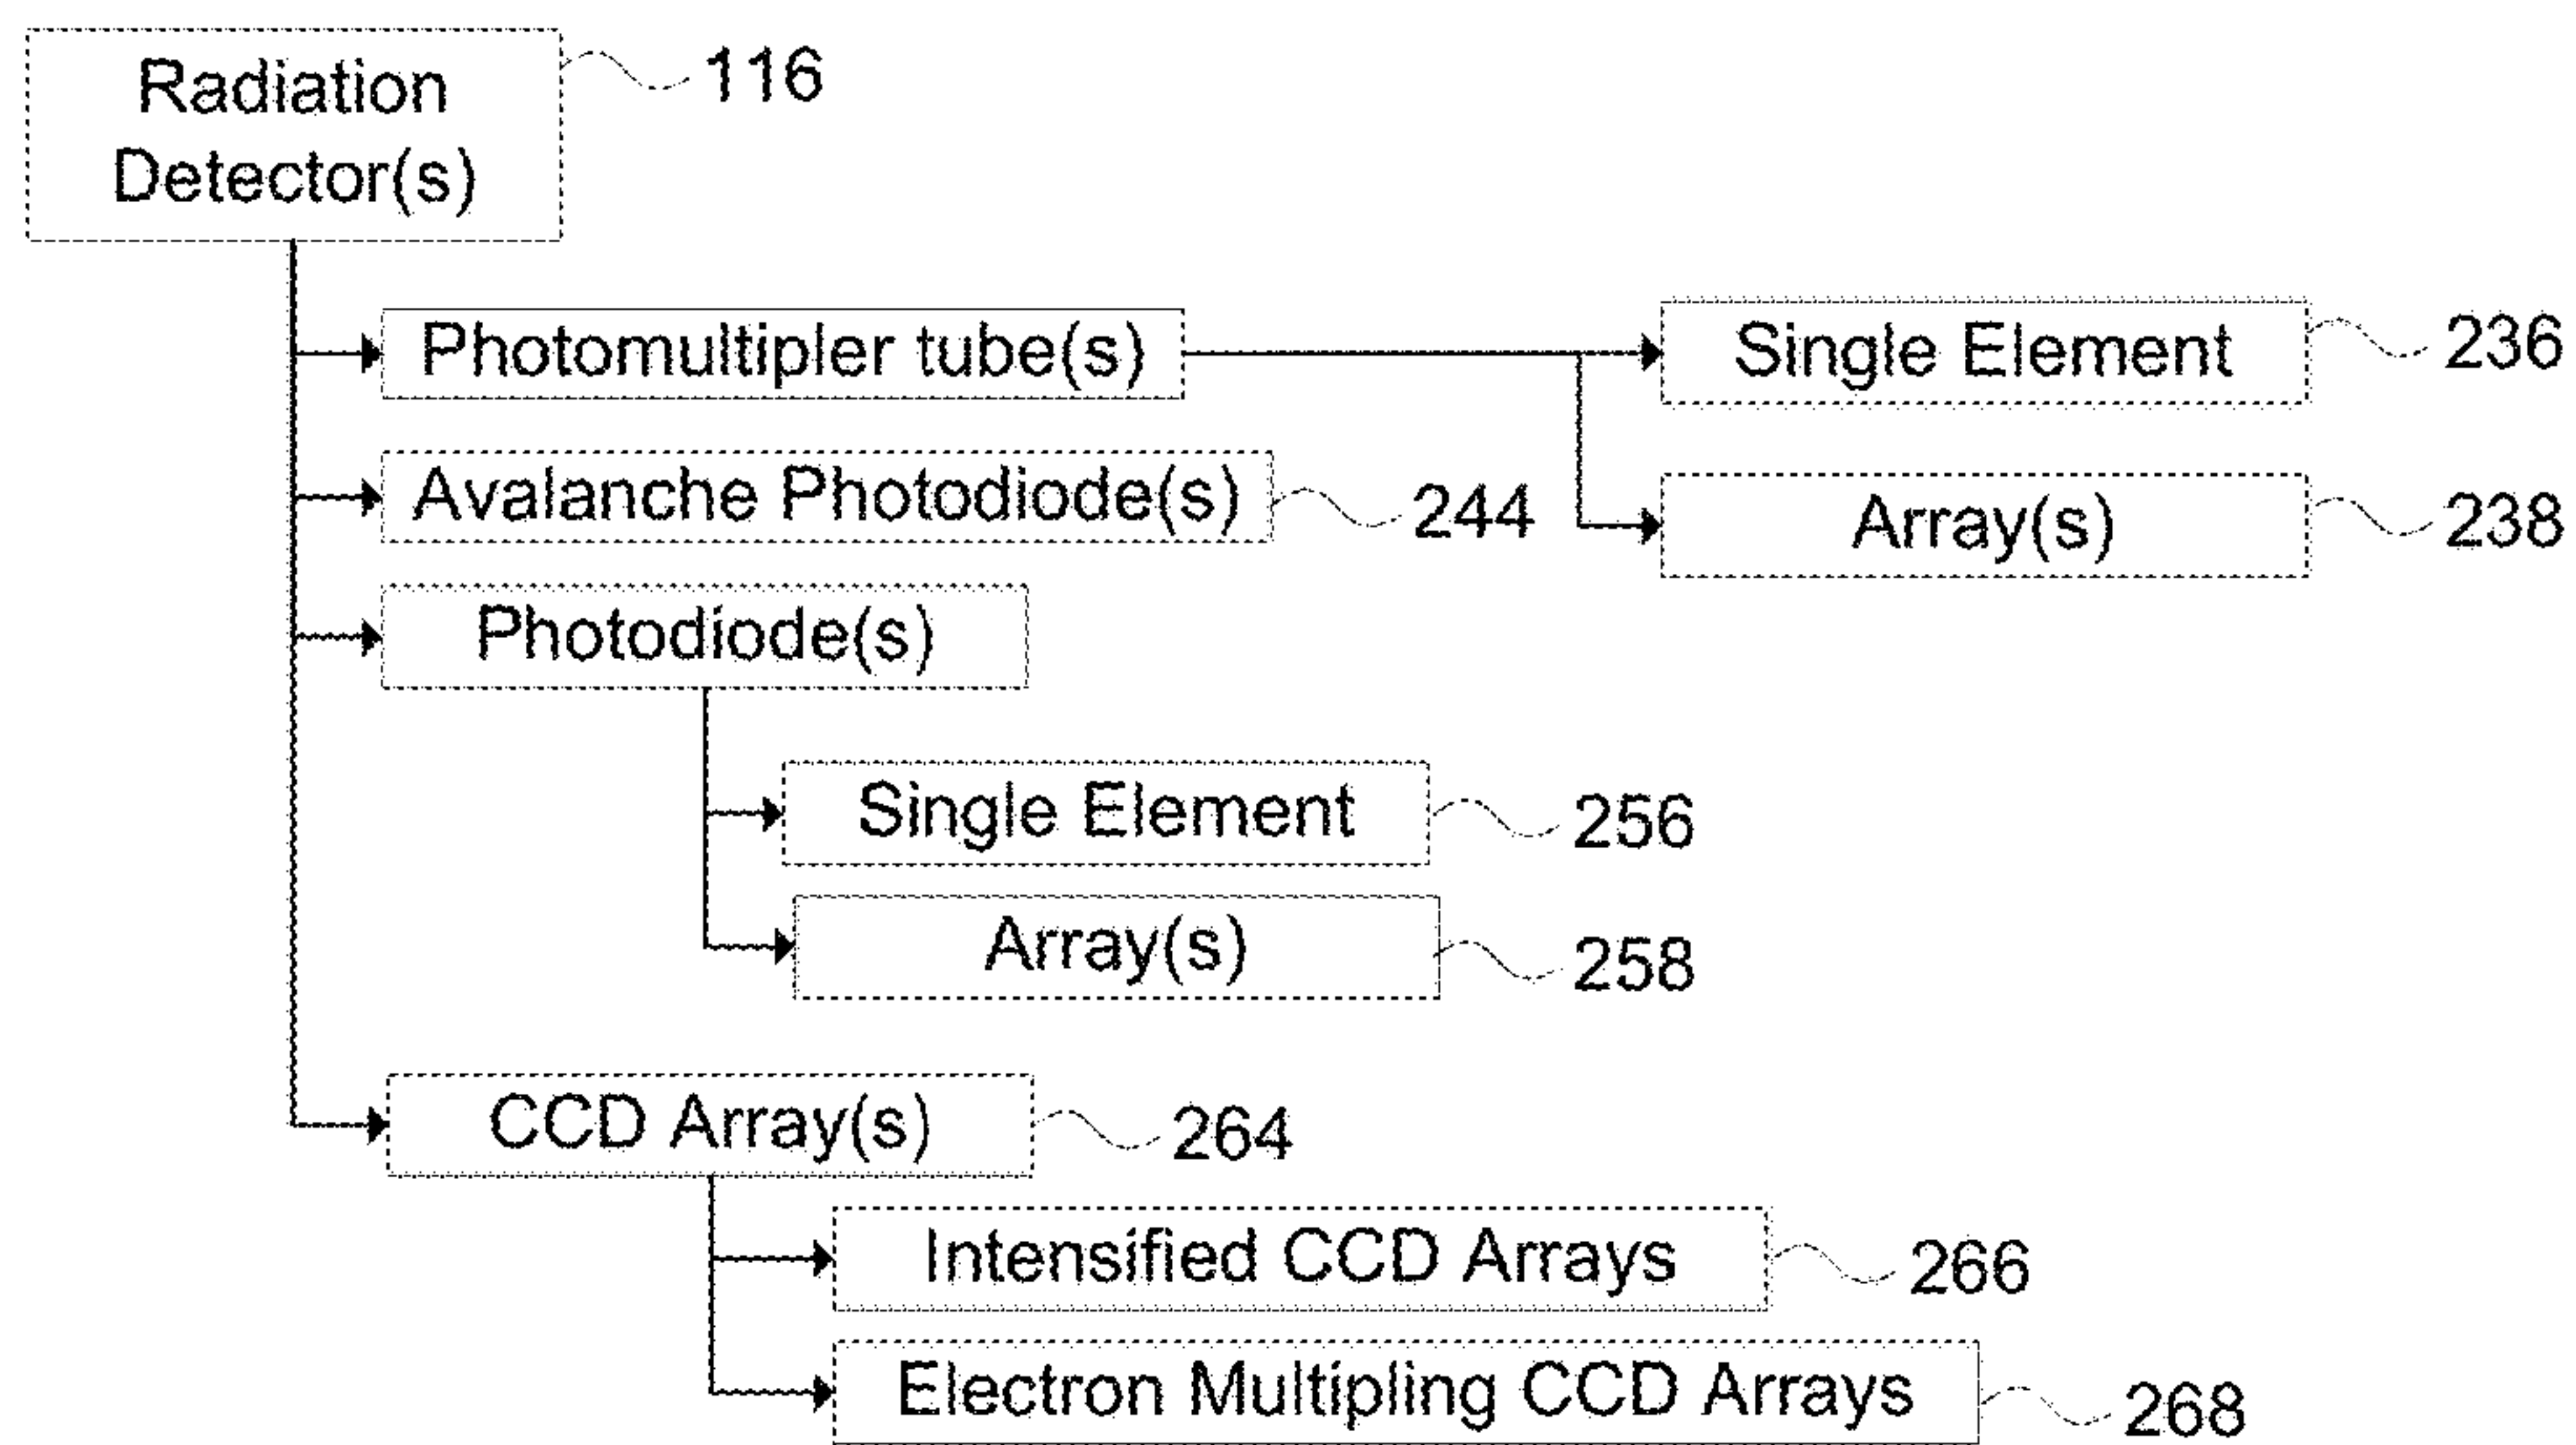 Radiation
Detector(s)
116
Photomultipler tube(s)
Single Element
236
Avalanche Photodiode(s)
244
Array(s)
238
Photodiode(s)
Single Element
256
Array(s)
258
CCD Array(s)
264
Intensified CCD Arrays
266
Electron Multipling CCD Arrays
268